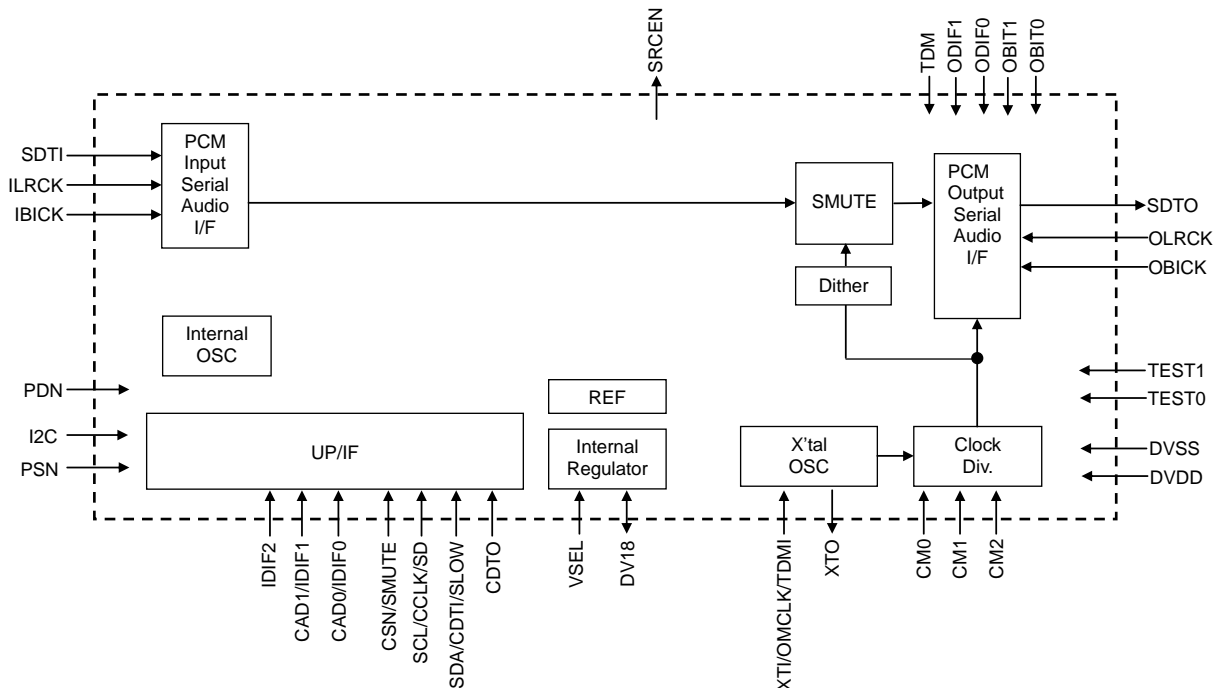 SRCEN
TDM
ODIF1
ODIF0
OBIT1
OBIT0
SDTI
ILRCK
IBICK
PCM
Input
Serial
Audio
I/F
SMUTE
PCM
Output
Serial
Audio
I/F
SDTO
OLRCK
OBICK
Dither
Internal
OSC
PDN
I2C
PSN
UP/IF
REF
Internal
Regulator
X'tal
OSC
Clock
Div.
TEST1
TEST0
DVSS
DVDD
IDIF2
CAD1/IDIF1
CAD0/IDIF0
CSN/SMUTE
SCL/CCLK/SD
SDA/CDTI/SLOW
CDTO
VSEL
DV18
XTI/OMCLK/TDMI
XTO
CM0
CM1
CM2